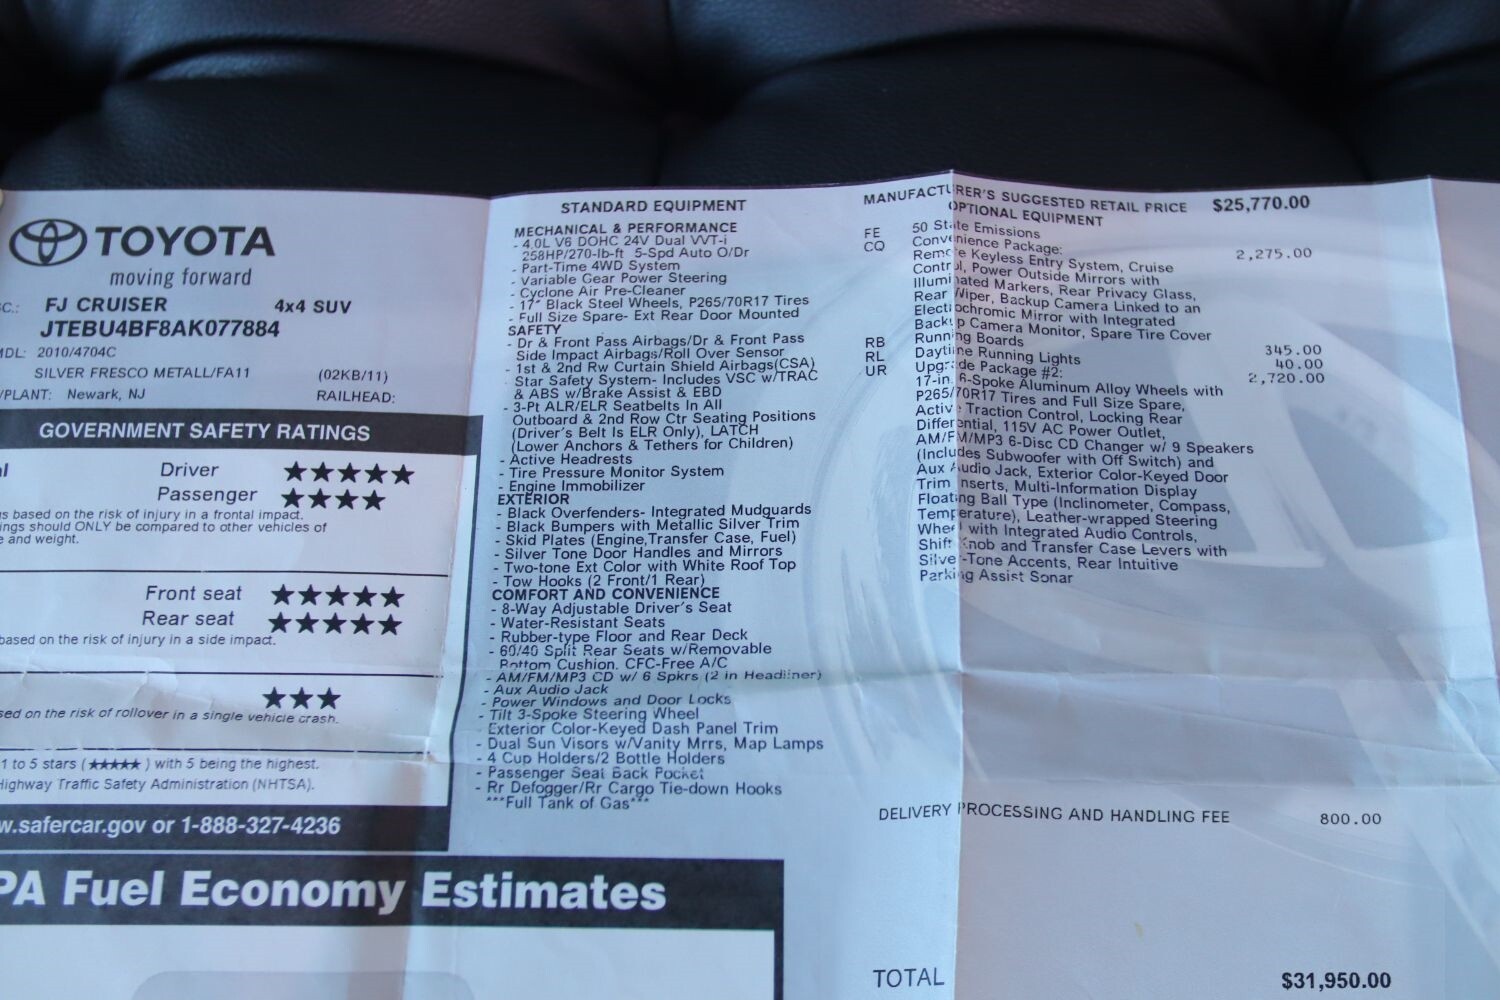 TOYOTA
moving forward
SC.: FJ CRUISER 4x4 SUV
JTEBU4BF8AK077884
MDL: 2010/4704C
SILVER FRESCO METALL/FA11 (02KB/11)
/PLANT: Newark, NJ RAILHEAD:
GOVERNMENT SAFETY RATINGS
Driver ★★★★★
Passenger ★★★★
s based on the risk of injury in a frontal impact.
ings should ONLY be compared to other vehicles of
e and weight.
Front seat ★★★★★
Rear seat ★★★★★
based on the risk of injury in a side impact.
★★★
sed on the risk of rollover in a single vehicle crash.
1 to 5 stars (★★★★★) with 5 being the highest.
Highway Traffic Safety Administration (NHTSA).
w.safercar.gov or 1-888-327-4236
PA Fuel Economy Estimates
STANDARD EQUIPMENT
MECHANICAL & PERFORMANCE
- 4.0L V6 DOHC 24V Dual VVT-i
258HP/270-lb-ft 5-Spd Auto O/Dr
- Part-Time 4WD System
- Variable Gear Power Steering
- Cyclone Air Pre-Cleaner
- 17" Black Steel Wheels, P265/70R17 Tires
- Full Size Spare- Ext Rear Door Mounted
SAFETY
- Dr & Front Pass Airbags/Dr & Front Pass
Side Impact Airbags/Roll Over Sensor
- 1st & 2nd Rw Curtain Shield Airbags(CSA)
- Star Safety System- Includes VSC w/TRAC
& ABS w/Brake Assist & EBD
- 3-Pt ALR/ELR Seatbelts In All
Outboard & 2nd Row Ctr Seating Positions
(Driver's Belt Is ELR Only), LATCH
(Lower Anchors & Tethers for Children)
- Active Headrests
- Tire Pressure Monitor System
- Engine Immobilizer
EXTERIOR
- Black Overfenders- Integrated Mudguards
- Black Bumpers with Metallic Silver Trim
- Skid Plates (Engine,Transfer Case, Fuel)
- Silver Tone Door Handles and Mirrors
- Two-tone Ext Color with White Roof Top
- Tow Hooks (2 Front/1 Rear)
COMFORT AND CONVENIENCE
- 8-Way Adjustable Driver's Seat
- Water-Resistant Seats
- Rubber-type Floor and Rear Deck
- 60/40 Split Rear Seats w/Removable
Bottom Cushion. CFC-Free A/C
- AM/FM/MP3 CD w/ 6 Spkrs (2 in Headliner)
- Aux Audio Jack
- Power Windows and Door Locks
- Tilt 3-Spoke Steering Wheel
Exterior Color-Keyed Dash Panel Trim
- Dual Sun Visors w/Vanity Mrrs, Map Lamps
- 4 Cup Holders/2 Bottle Holders
- Passenger Seat Back Pocket
- Rr Defogger/Rr Cargo Tie-down Hooks
***Full Tank of Gas***
MANUFACTURER'S SUGGESTED RETAIL PRICE $25,770.00
OPTIONAL EQUIPMENT
FE 50 State Emissions
CQ Convenience Package: 2,275.00
Remote Keyless Entry System, Cruise
Control, Power Outside Mirrors with
Illuminated Markers, Rear Privacy Glass,
Rear Wiper, Backup Camera Linked to an
Electrochromic Mirror with Integrated
Backup Camera Monitor, Spare Tire Cover
RB Running Boards 345.00
RL Daytime Running Lights 40.00
UR Upgrade Package #2: 2,720.00
17-in. 6-Spoke Aluminum Alloy Wheels with
P265/70R17 Tires and Full Size Spare,
Active Traction Control, Locking Rear
Differential, 115V AC Power Outlet,
AM/FM/MP3 6-Disc CD Changer w/ 9 Speakers
(Includes Subwoofer with Off Switch) and
Aux Audio Jack, Exterior Color-Keyed Door
Trim Inserts, Multi-Information Display
Floating Ball Type (Inclinometer, Compass,
Temperature), Leather-wrapped Steering
Wheel with Integrated Audio Controls,
Shift Knob and Transfer Case Levers with
Silver-Tone Accents, Rear Intuitive
Parking Assist Sonar
DELIVERY PROCESSING AND HANDLING FEE 800.00
TOTAL $31,950.00